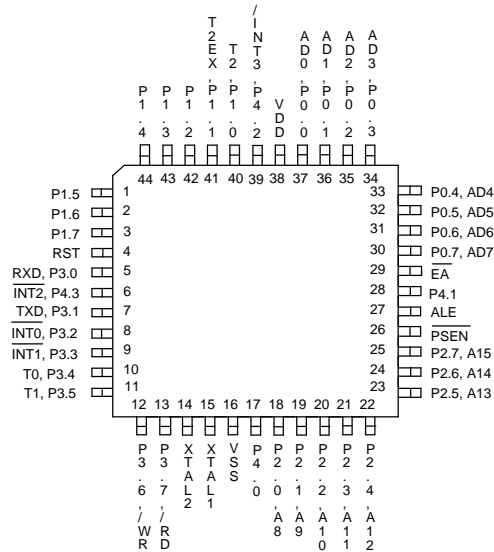 P1.4
P1.3
P1.2
T2EX,P1.1
T2,P1.0
/INT3,P4.2
VDD
AD0,P0.0
AD1,P0.1
AD2,P0.2
AD3,P0.3
44 43 42 41 40 39 38 37 36 35 34
P1.5 1
P1.6 2
P1.7 3
RST 4
RXD, P3.0 5
INT2, P4.3 6
TXD, P3.1 7
INT0, P3.2 8
INT1, P3.3 9
T0, P3.4 10
T1, P3.5 11
33 P0.4, AD4
32 P0.5, AD5
31 P0.6, AD6
30 P0.7, AD7
29 EA
28 P4.1
27 ALE
26 PSEN
25 P2.7, A15
24 P2.6, A14
23 P2.5, A13
12 13 14 15 16 17 18 19 20 21 22
P3.6,/WR
P3.7,/RD
XTAL2
XTAL1
VSS
P4.0
P2.0,A8
P2.1,A9
P2.2,A10
P2.3,A11
P2.4,A12